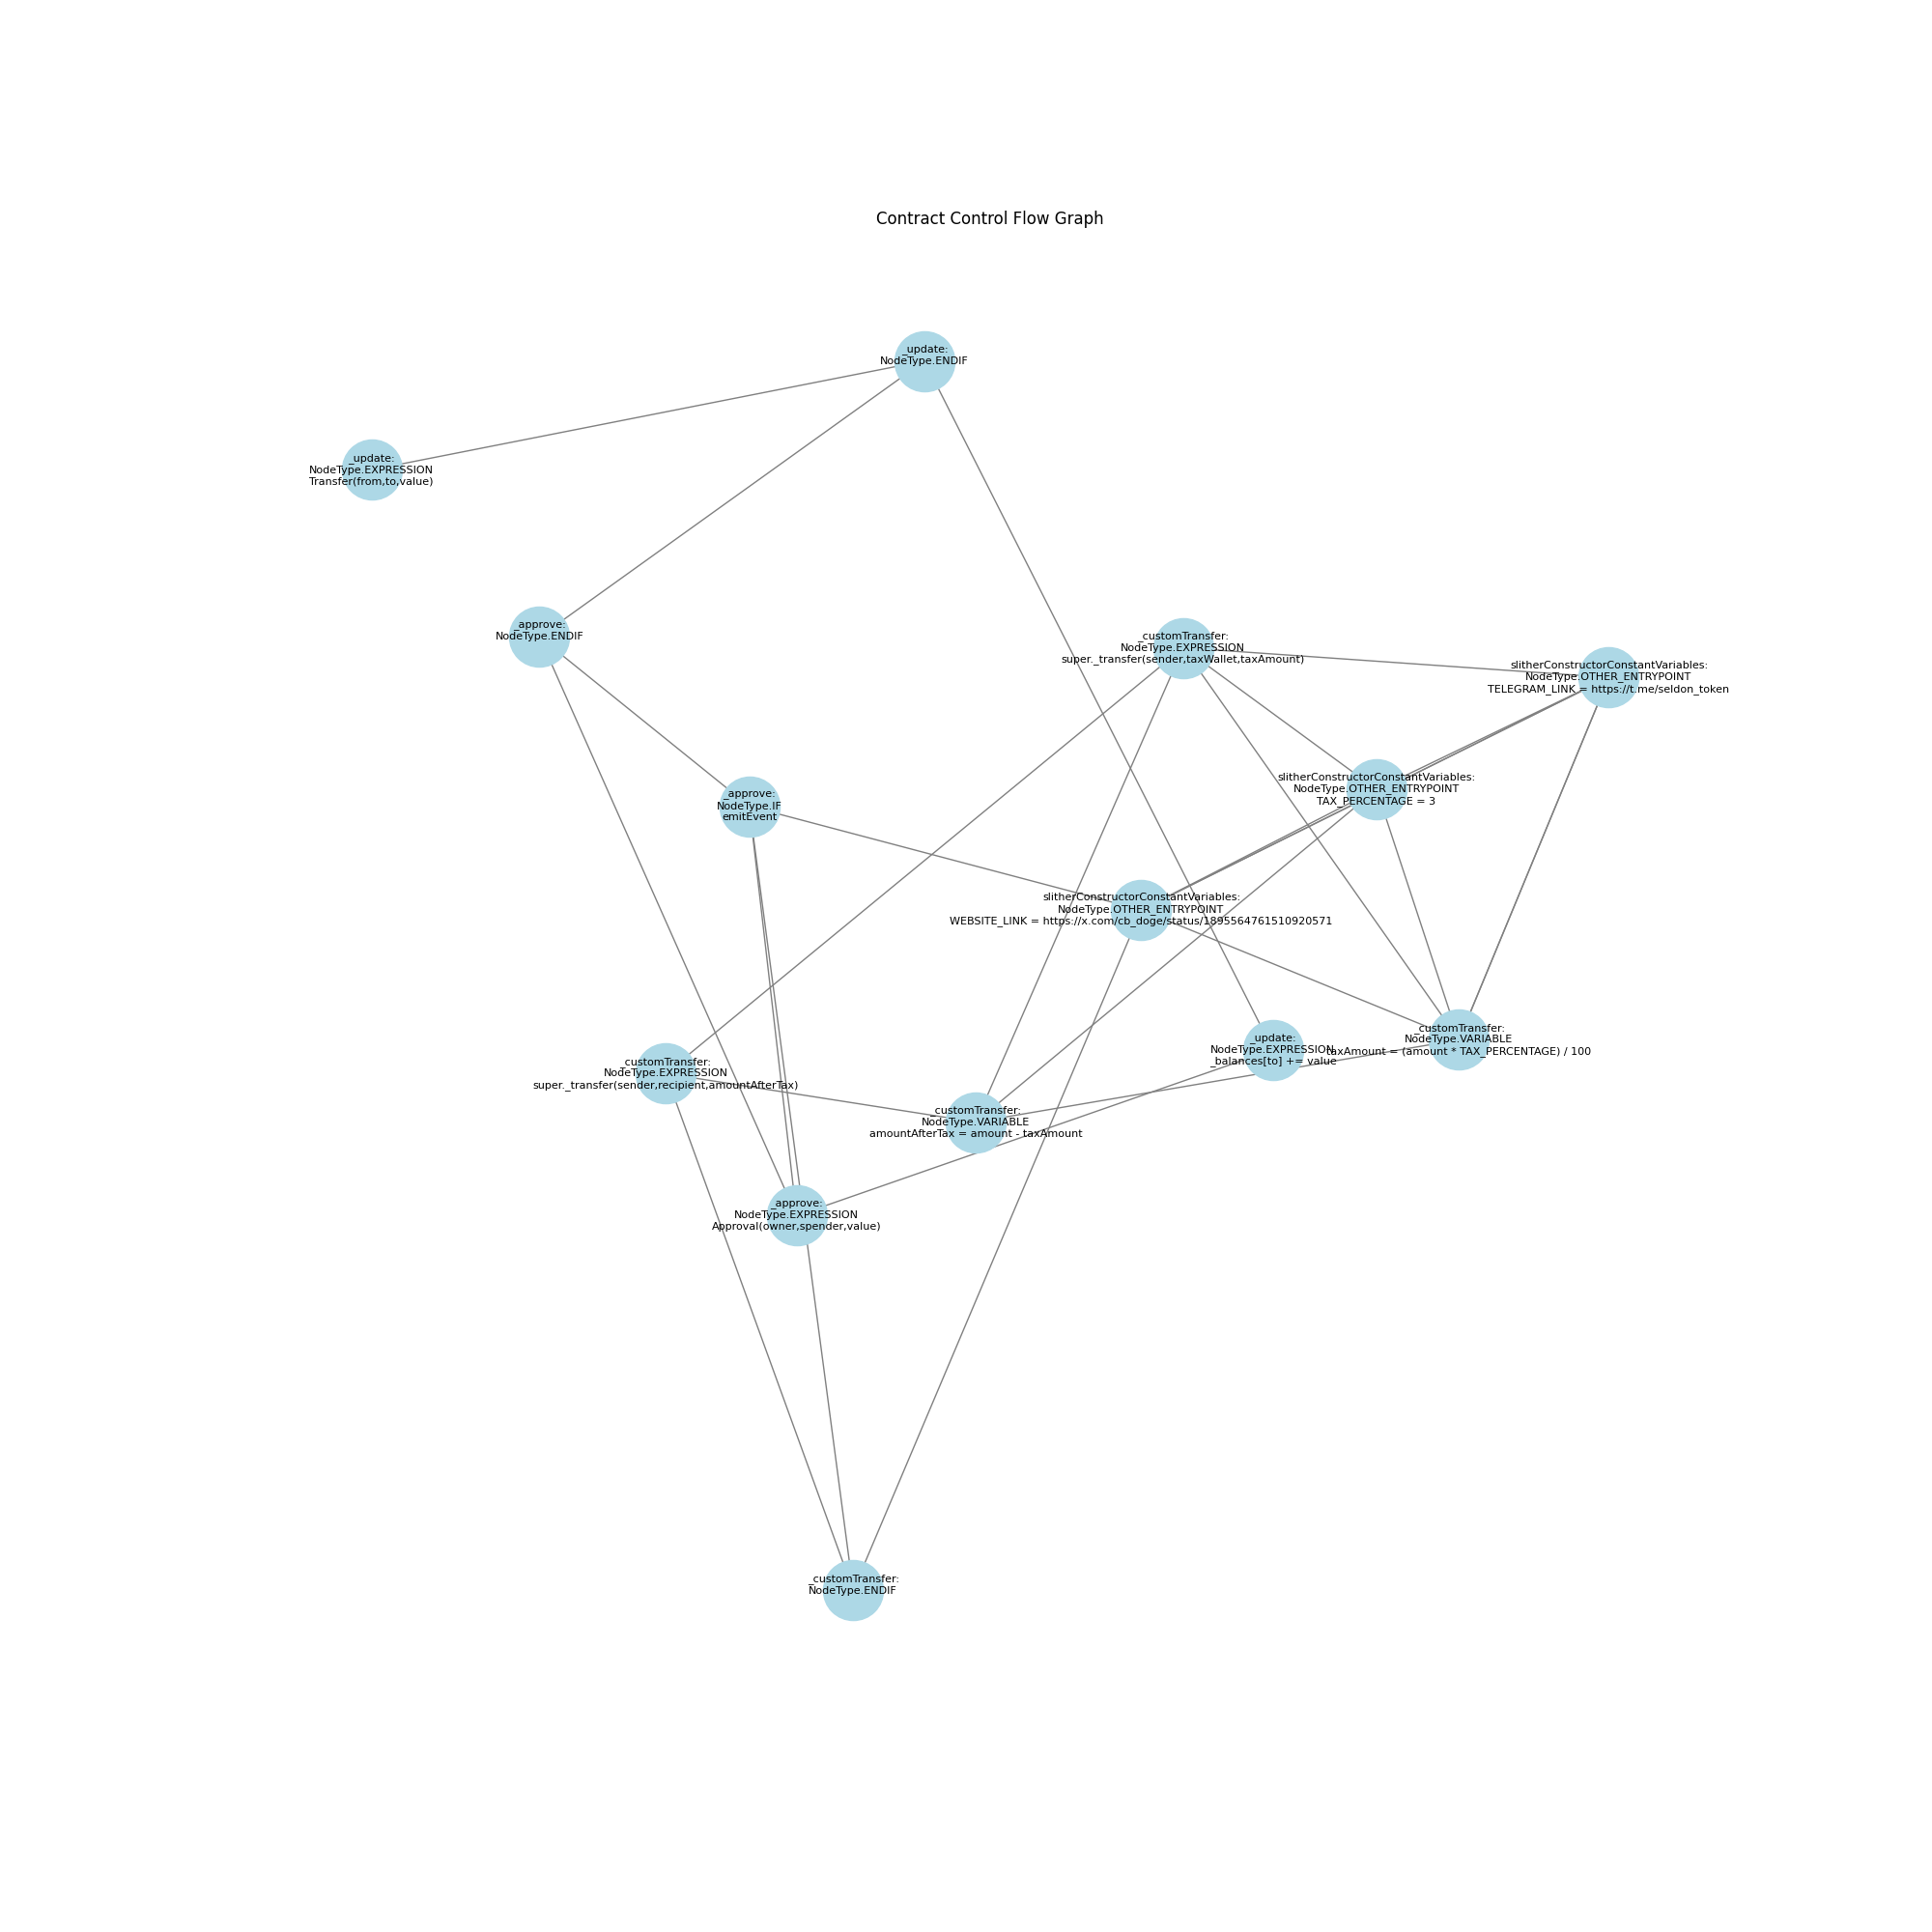 Contract Control Flow Graph
_update:
NodeType.ENDIF
_update:
NodeType.EXPRESSION
Transfer(from,to,value)
_approve:
NodeType.ENDIF
_customTransfer:
NodeType.EXPRESSION
super._transfer(sender,taxWallet,taxAmount)
slitherConstructorConstantVariables:
NodeType.OTHER_ENTRYPOINT
TELEGRAM_LINK = https://t.me/seldon_token
slitherConstructorConstantVariables:
NodeType.OTHER_ENTRYPOINT
TAX_PERCENTAGE = 3
_approve:
NodeType.IF
emitEvent
slitherConstructorConstantVariables:
NodeType.OTHER_ENTRYPOINT
WEBSITE_LINK = https://x.com/cb_doge/status/1895564761510920571
_customTransfer:
NodeType.VARIABLE
taxAmount = (amount * TAX_PERCENTAGE) / 100
_update:
NodeType.EXPRESSION
_balances[to] += value
_customTransfer:
NodeType.EXPRESSION
super._transfer(sender,recipient,amountAfterTax)
_customTransfer:
NodeType.VARIABLE
amountAfterTax = amount - taxAmount
_approve:
NodeType.EXPRESSION
Approval(owner,spender,value)
_customTransfer:
NodeType.ENDIF